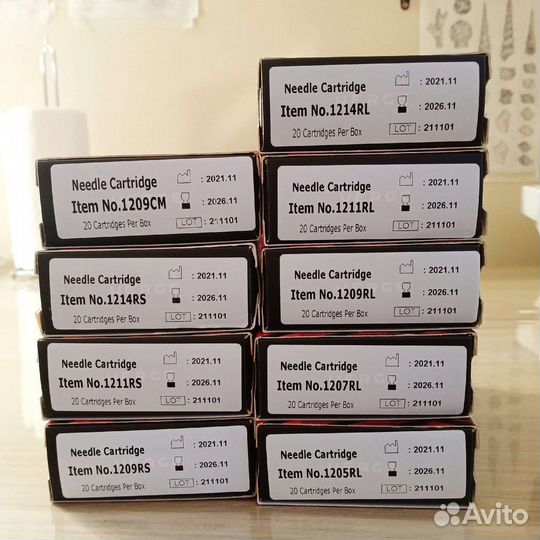 Needle Cartridge : 2021.11
Item No.1214RL : 2026.11
20 Cartridges Per Box LOT : 211101
Needle Cartridge : 2021.11
Item No.1209CM : 2026.11
20 Cartridges Per Box LOT : 211101
Needle Cartridge : 2021.11
Item No.1211RL : 2026.11
20 Cartridges Per Box LOT : 211101
Needle Cartridge : 2021.11
Item No.1214RS : 2026.11
20 Cartridges Per Box LOT : 211101
Needle Cartridge : 2021.11
Item No.1209RL : 2026.11
20 Cartridges Per Box LOT : 211101
Needle Cartridge : 2021.11
Item No.1211RS : 2026.11
20 Cartridges Per Box LOT : 211101
Needle Cartridge : 2021.11
Item No.1207RL : 2026.11
20 Cartridges Per Box LOT : 211101
Needle Cartridge : 2021.11
Item No.1209RS : 2026.11
20 Cartridges Per Box LOT : 211101
Needle Cartridge : 2021.11
Item No.1205RL : 2026.11
20 Cartridges Per Box LOT : 211101
Avito